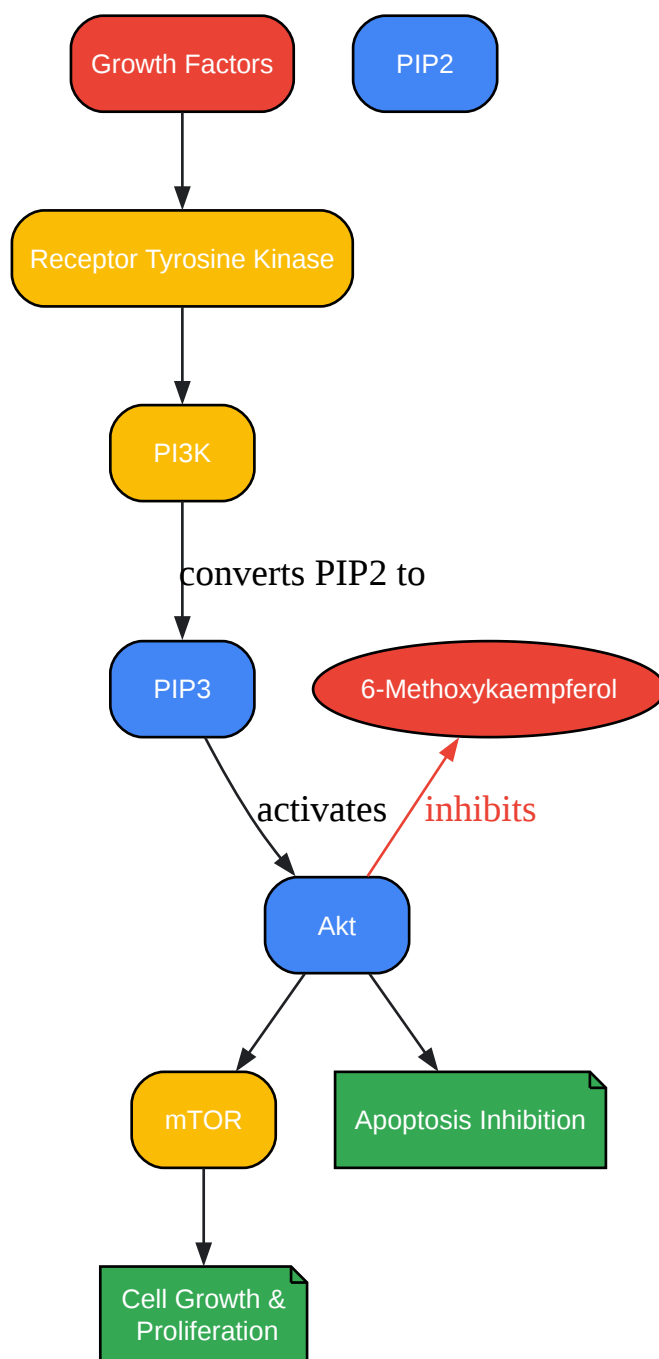 Growth Factors
PIP2
Receptor Tyrosine Kinase
PI3K
converts PIP2 to
PIP3
6-Methoxykaempferol
activates
inhibits
Akt
mTOR
Apoptosis Inhibition
Cell Growth &
Proliferation